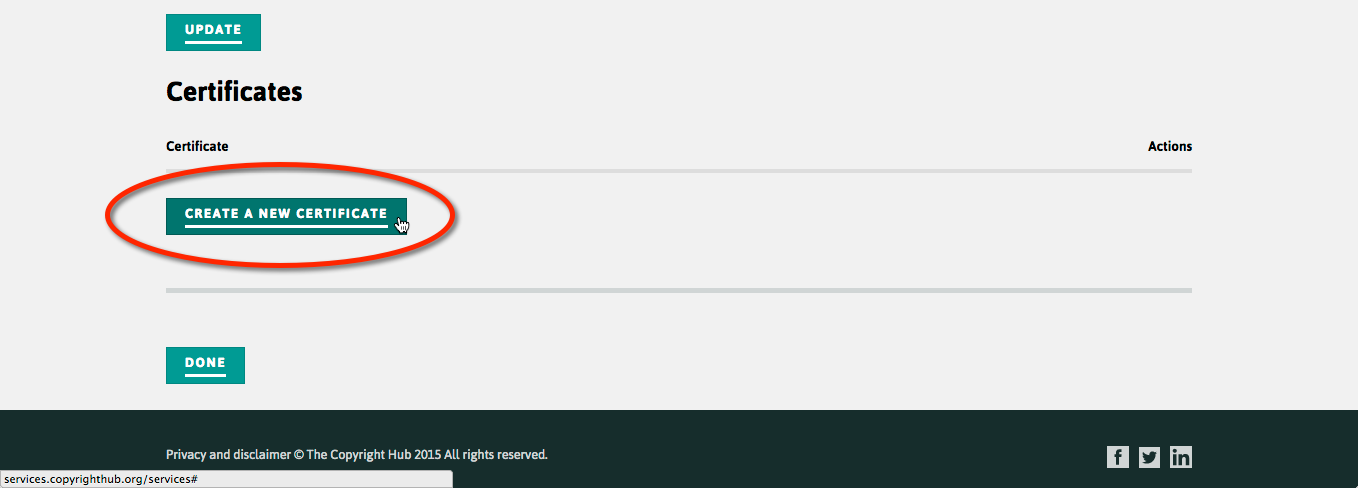 UPDATE
Certificates
Certificate Actions
CREATE A NEW CERTIFICATE
DONE
Privacy and disclaimer © The Copyright Hub 2015 All rights reserved.
services.copyrighthub.org/services#